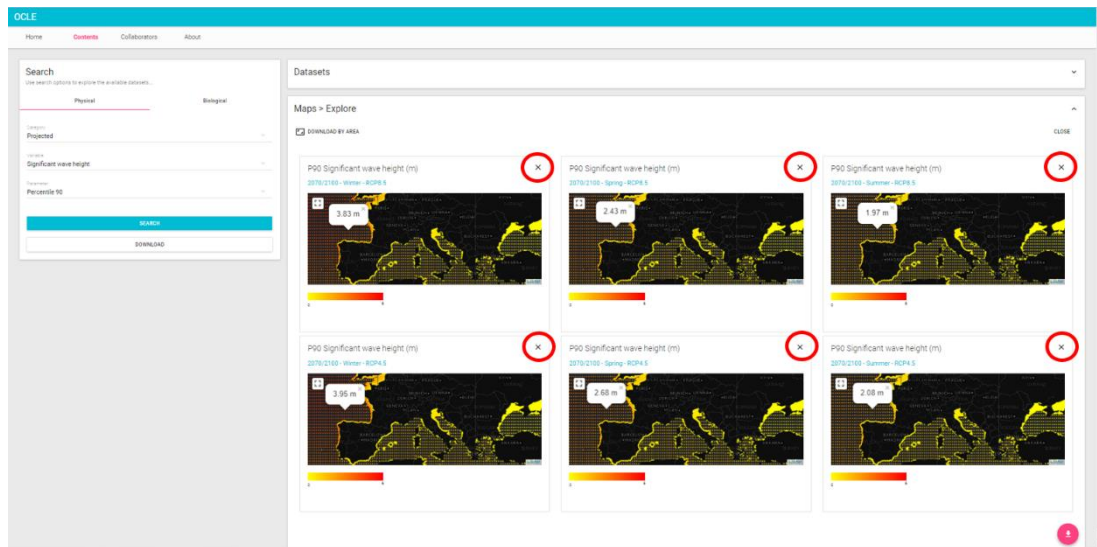 OCLE
Home Contents Collaborators About
Search
Use search options to explore the available datasets...
Physical Biological
Category
Projected
Variable
Significant wave height
Parameter
Percentile 90
SEARCH
DOWNLOAD
Datasets
Maps > Explore
DOWNLOAD BY AREA CLOSE
P90 Significant wave height (m)
2070/2100 - Winter - RCP8.5
3.83 m
P90 Significant wave height (m)
2070/2100 - Spring - RCP8.5
2.43 m
P90 Significant wave height (m)
2070/2100 - Summer - RCP8.5
1.97 m
P90 Significant wave height (m)
2070/2100 - Winter - RCP4.5
3.95 m
P90 Significant wave height (m)
2070/2100 - Spring - RCP4.5
2.68 m
P90 Significant wave height (m)
2070/2100 - Summer - RCP4.5
2.08 m